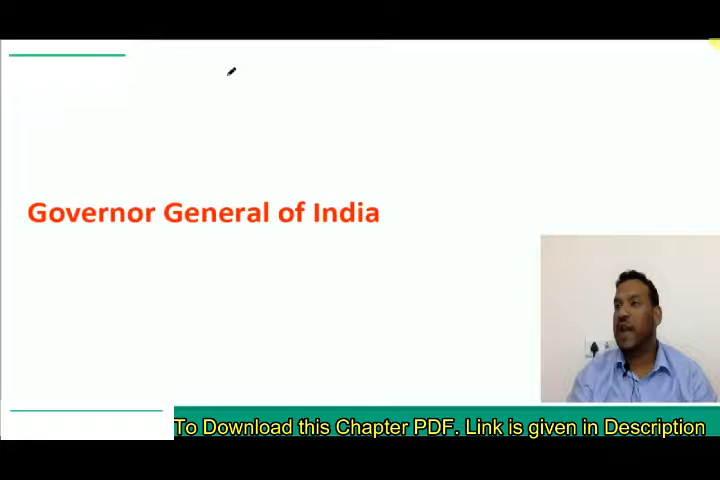 Governor General of India
To Download this Chapter PDF. Link is given in Description